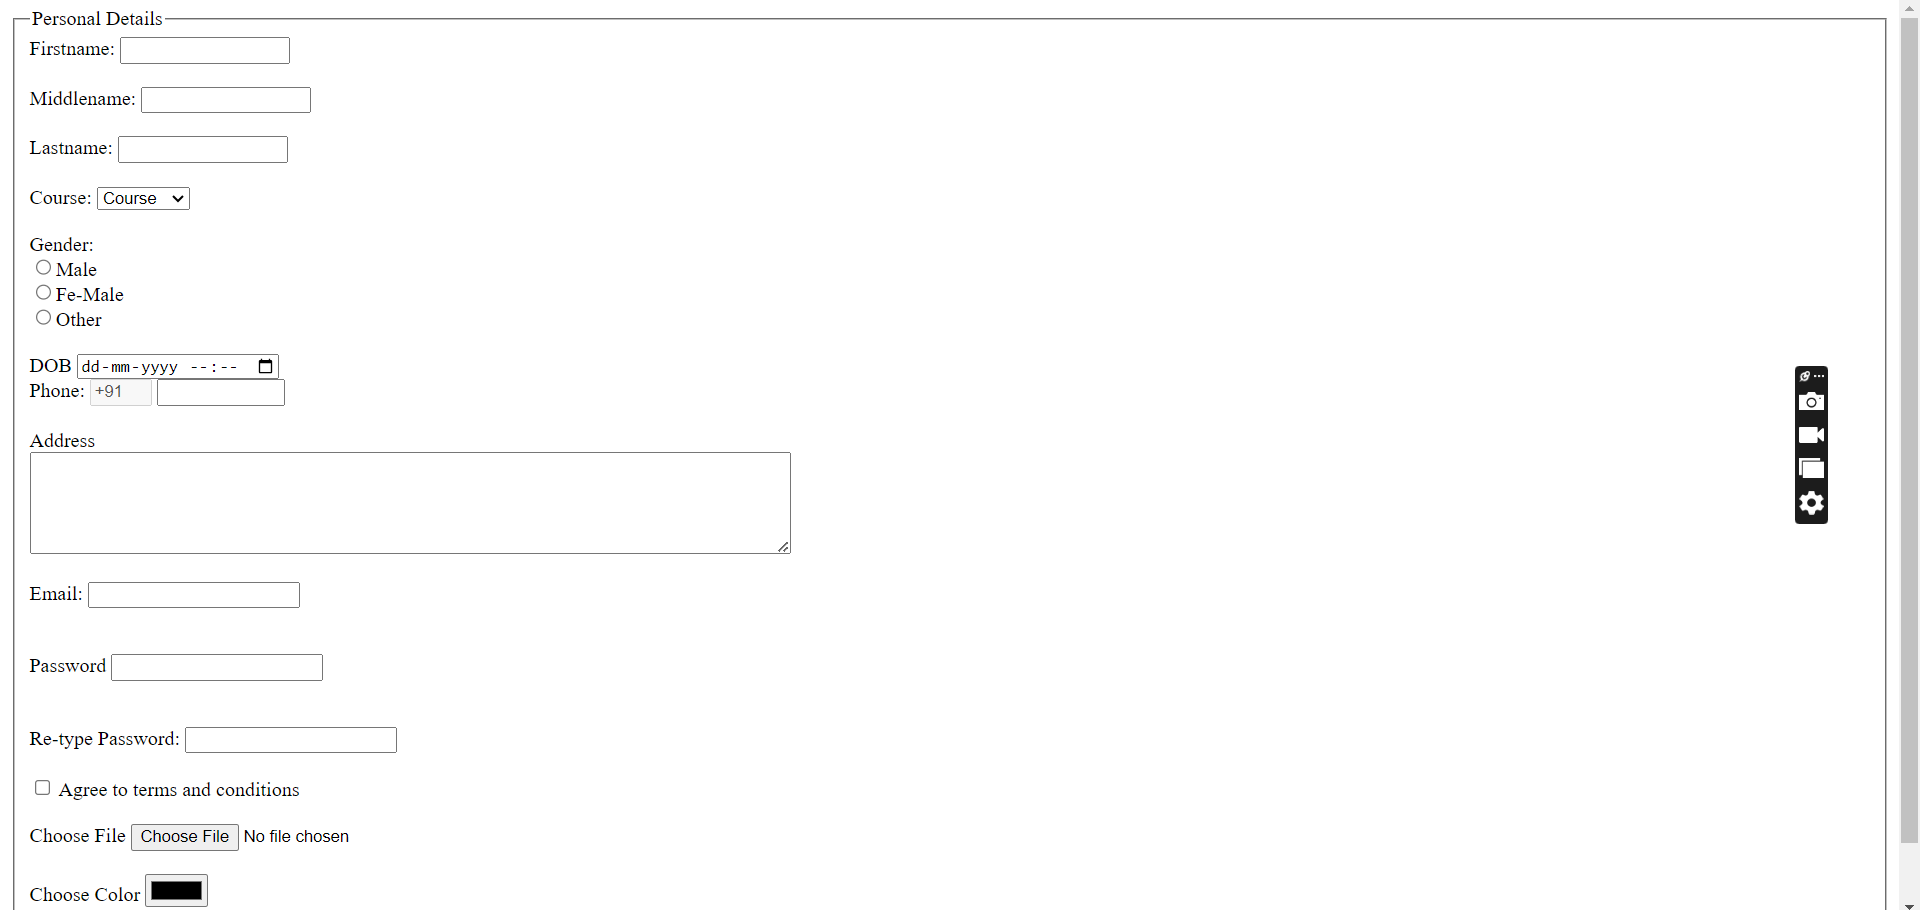 Personal Details
Firstname:
Middlename:
Lastname:
Course: Course
Gender:
Male
Fe-Male
Other
DOB dd-mm-yyyy --:--
Phone: +91
Address
Email:
Password
Re-type Password:
Agree to terms and conditions
Choose File Choose File No file chosen
Choose Color